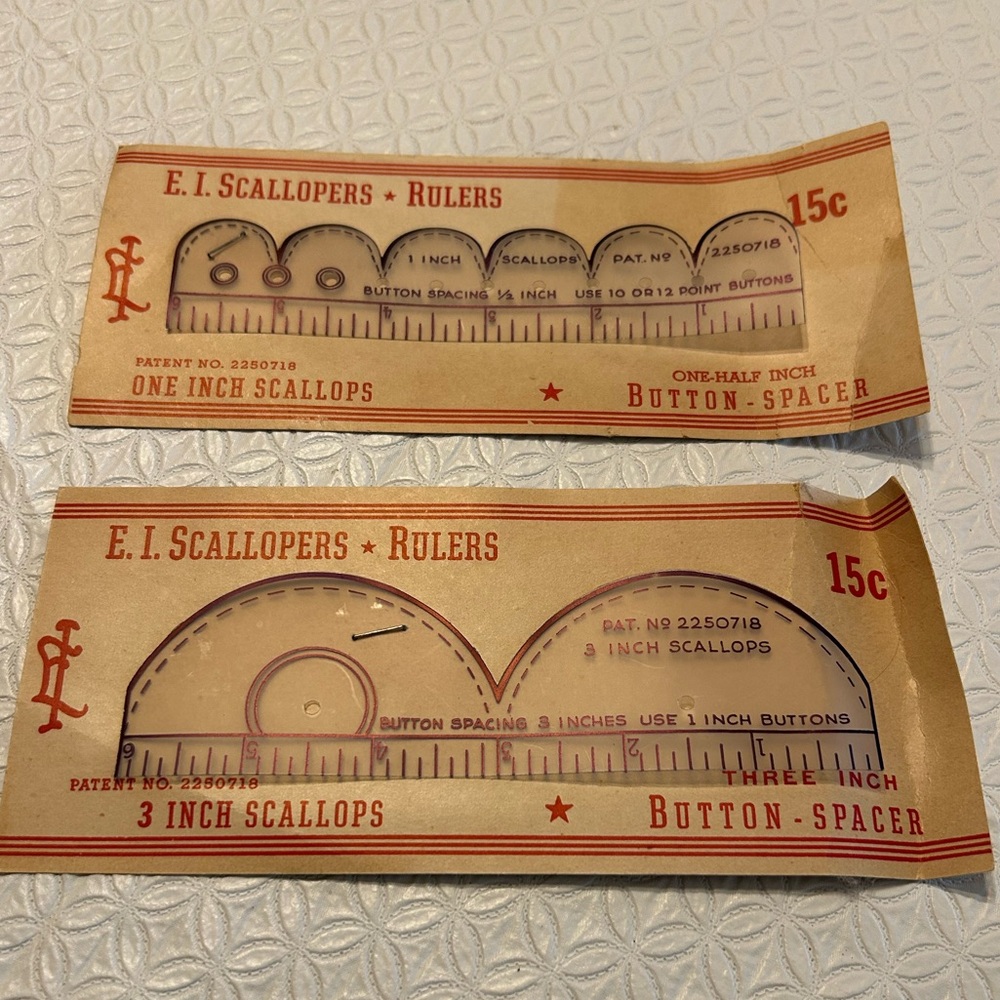 E. I. SCALLOPERS ★ RULERS
15c
1 INCH SCALLOPS PAT. Nº 2250718
BUTTON SPACING ½ INCH USE 10 OR 12 POINT BUTTONS
6 5 4 3 2 1
PATENT NO. 2250718
ONE INCH SCALLOPS
★
ONE-HALF INCH
BUTTON-SPACER
E. I. SCALLOPERS ★ RULERS
15c
PAT. Nº 2250718
3 INCH SCALLOPS
BUTTON SPACING 3 INCHES USE 1 INCH BUTTONS
6 5 4 3 2 1
PATENT NO. 2250718
3 INCH SCALLOPS
★
THREE INCH
BUTTON-SPACER